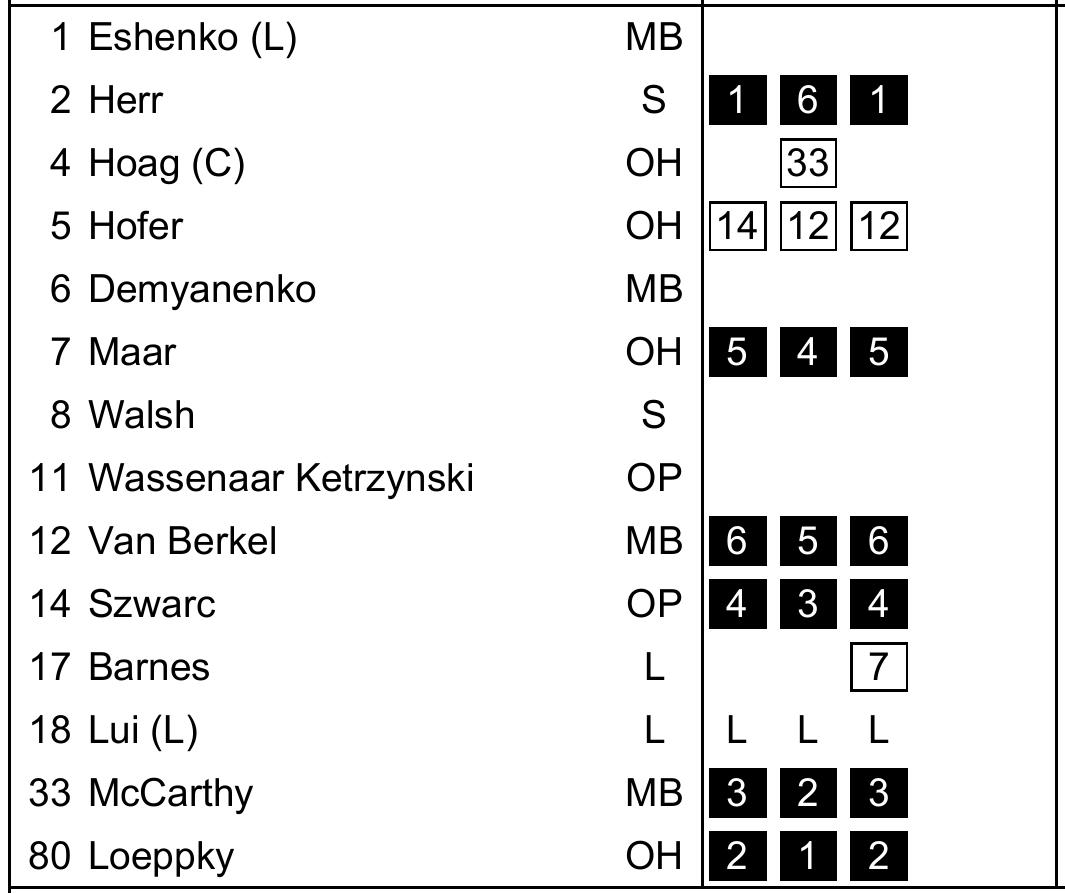 1 Eshenko (L) MB
2 Herr S 1 6 1
4 Hoag (C) OH 33
5 Hofer OH 14 12 12
6 Demyanenko MB
7 Maar OH 5 4 5
8 Walsh S
11 Wassenaar Ketrzynski OP
12 Van Berkel MB 6 5 6
14 Szwarc OP 4 3 4
17 Barnes L 7
18 Lui (L) L L L L
33 McCarthy MB 3 2 3
80 Loeppky OH 2 1 2